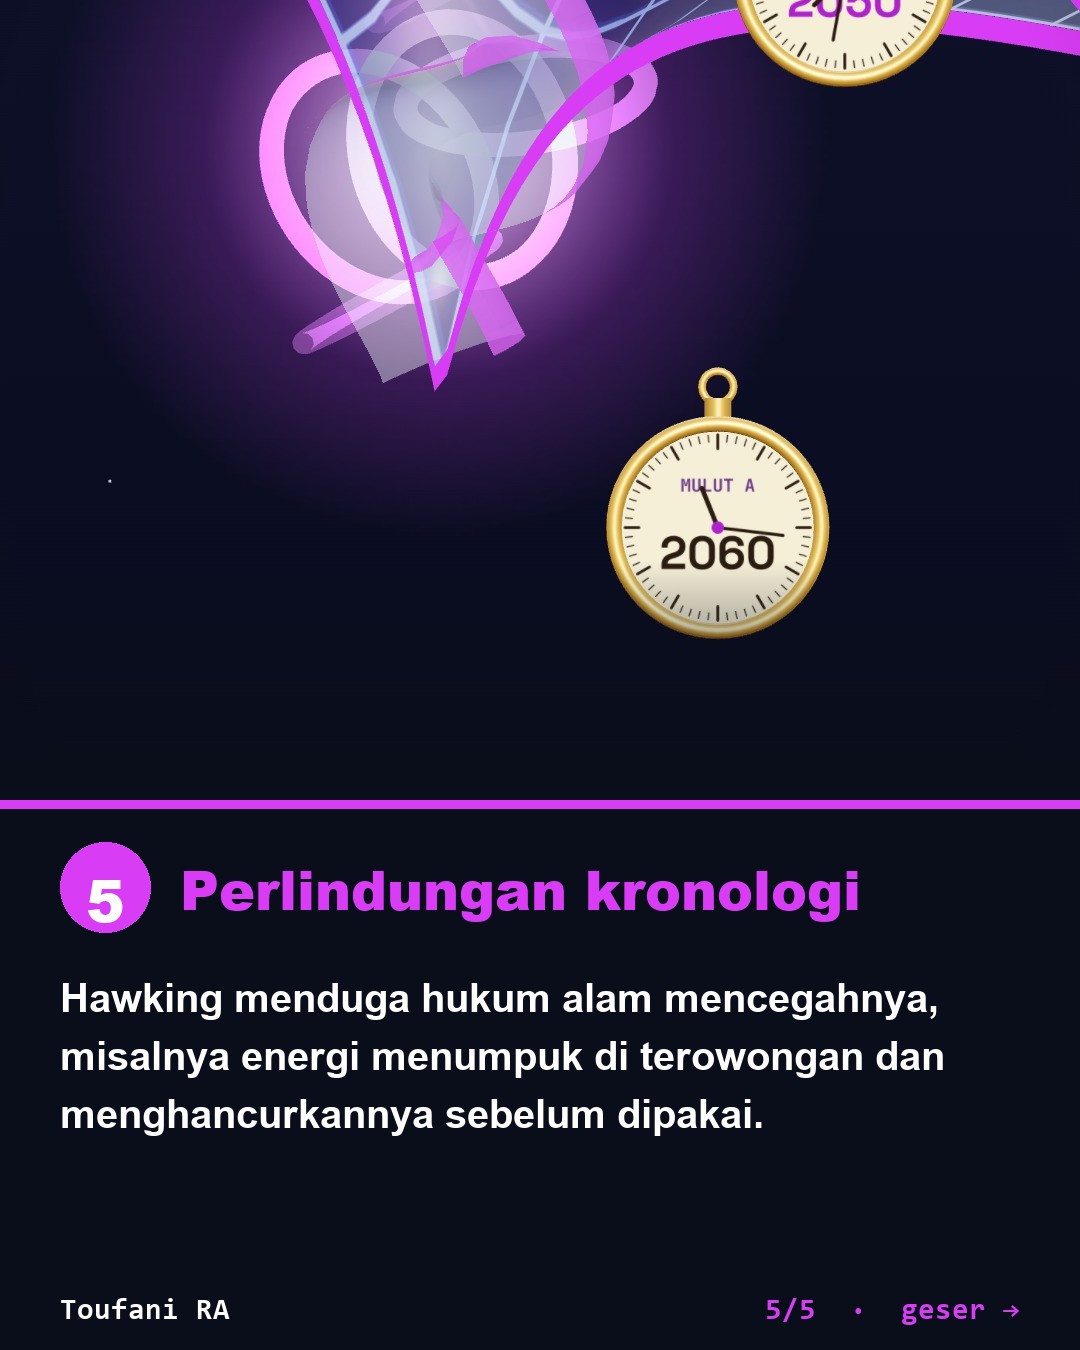 2050
MULUT A
2060
5 Perlindungan kronologi
Hawking menduga hukum alam mencegahnya,
misalnya energi menumpuk di terowongan dan
menghancurkannya sebelum dipakai.
Toufani RA
5/5 · geser →